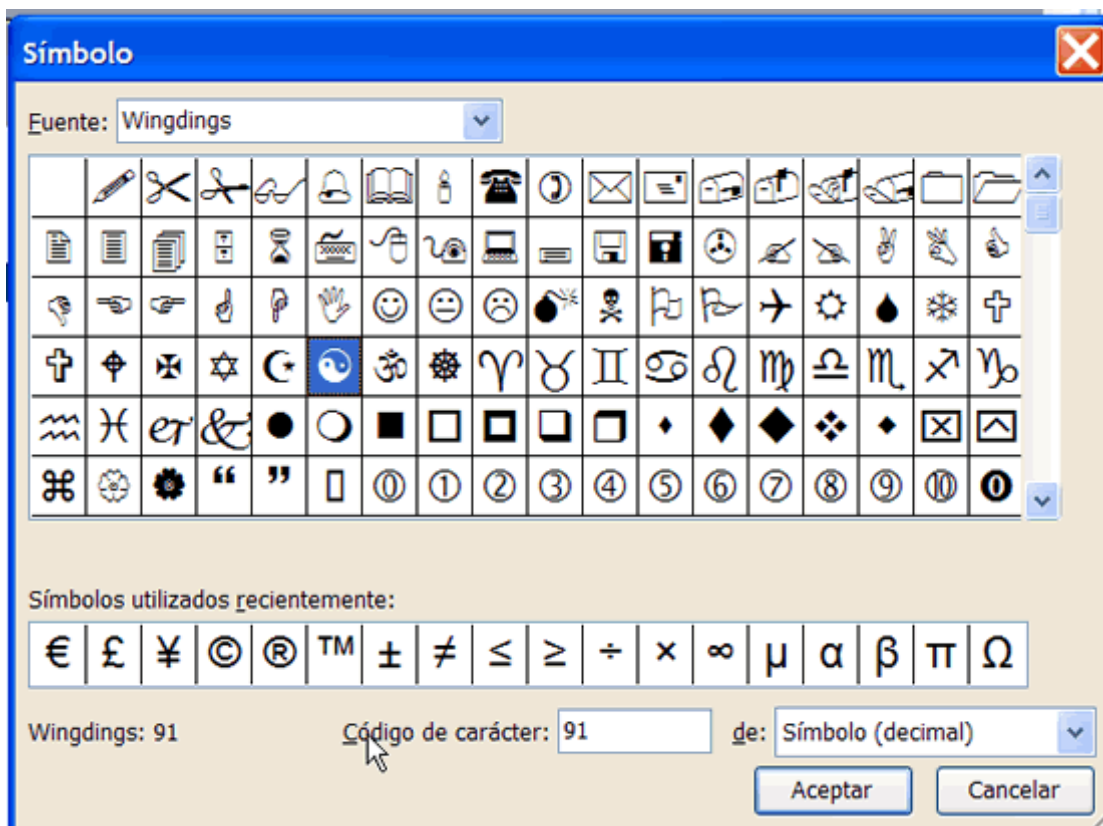 Símbolo
Fuente: Wingdings
Símbolos utilizados recientemente:
€ £ ¥ © ® ™ ± ≠ ≤ ≥ ÷ × ∞ µ α β π Ω
Wingdings: 91 Código de carácter: 91 de: Símbolo (decimal)
Aceptar Cancelar